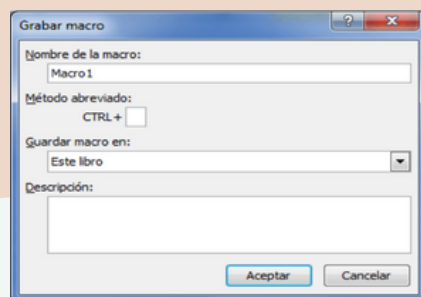 Grabar macro
Nombre de la macro:
Macro1
Método abreviado:
CTRL+
Guardar macro en:
Este libro
Descripción:
Aceptar
Cancelar